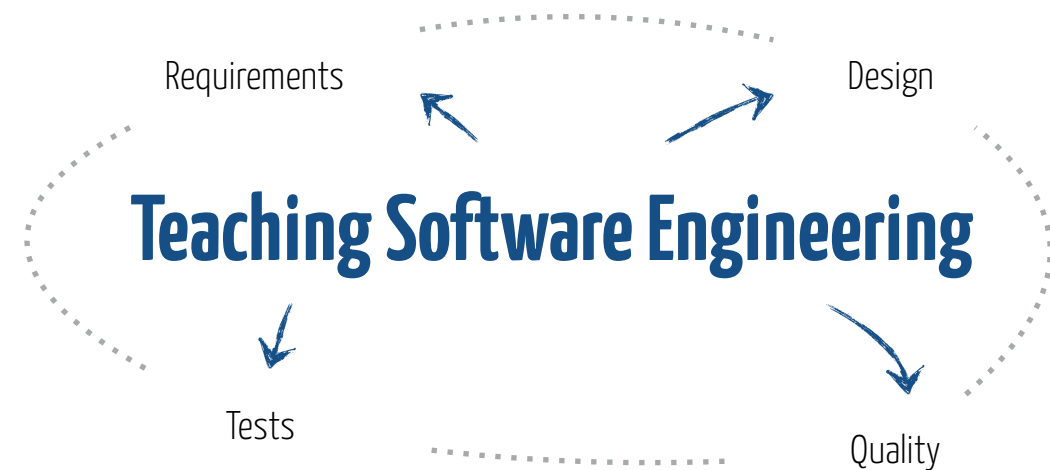 Requirements
Design
Teaching Software Engineering
Tests
Quality